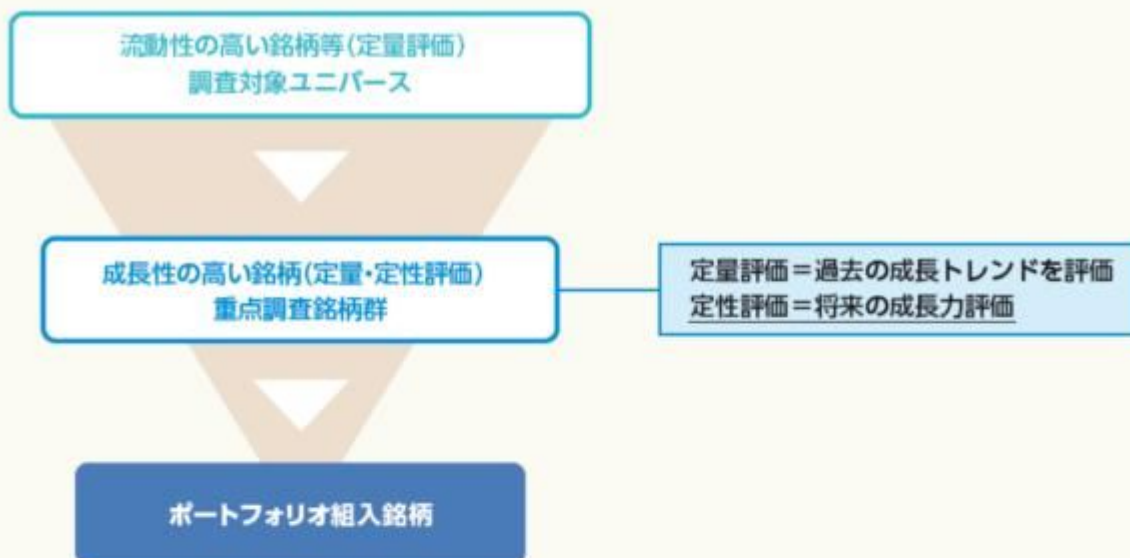 流動性の高い銘柄等(定量評価)
調査対象ユニバース
成長性の高い銘柄(定量・定性評価)
重点調査銘柄群
定量評価＝過去の成長トレンドを評価
定性評価＝将来の成長力評価
ポートフォリオ組入銘柄